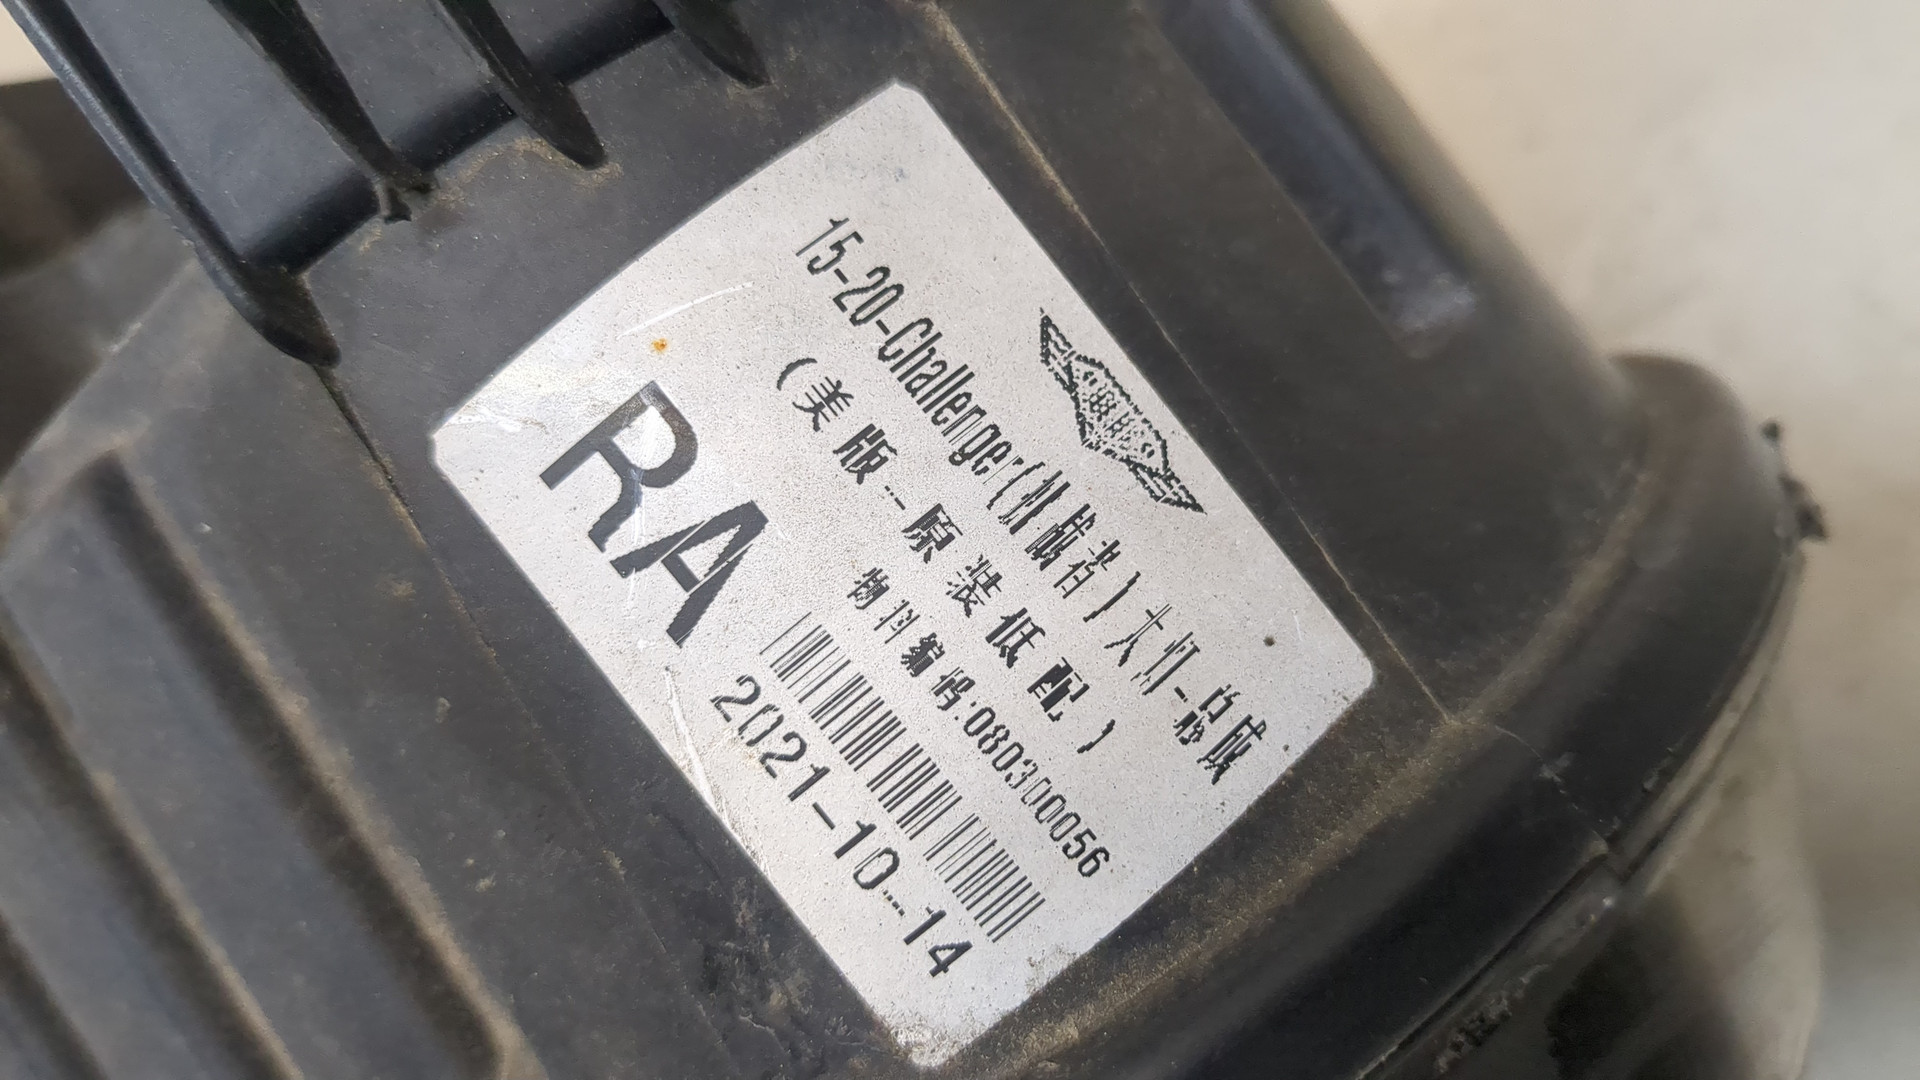 15-20-Challenger(挑战者)大灯-总成
(美版-原装低配)
物料编码:080300056
RA
2021-10-14